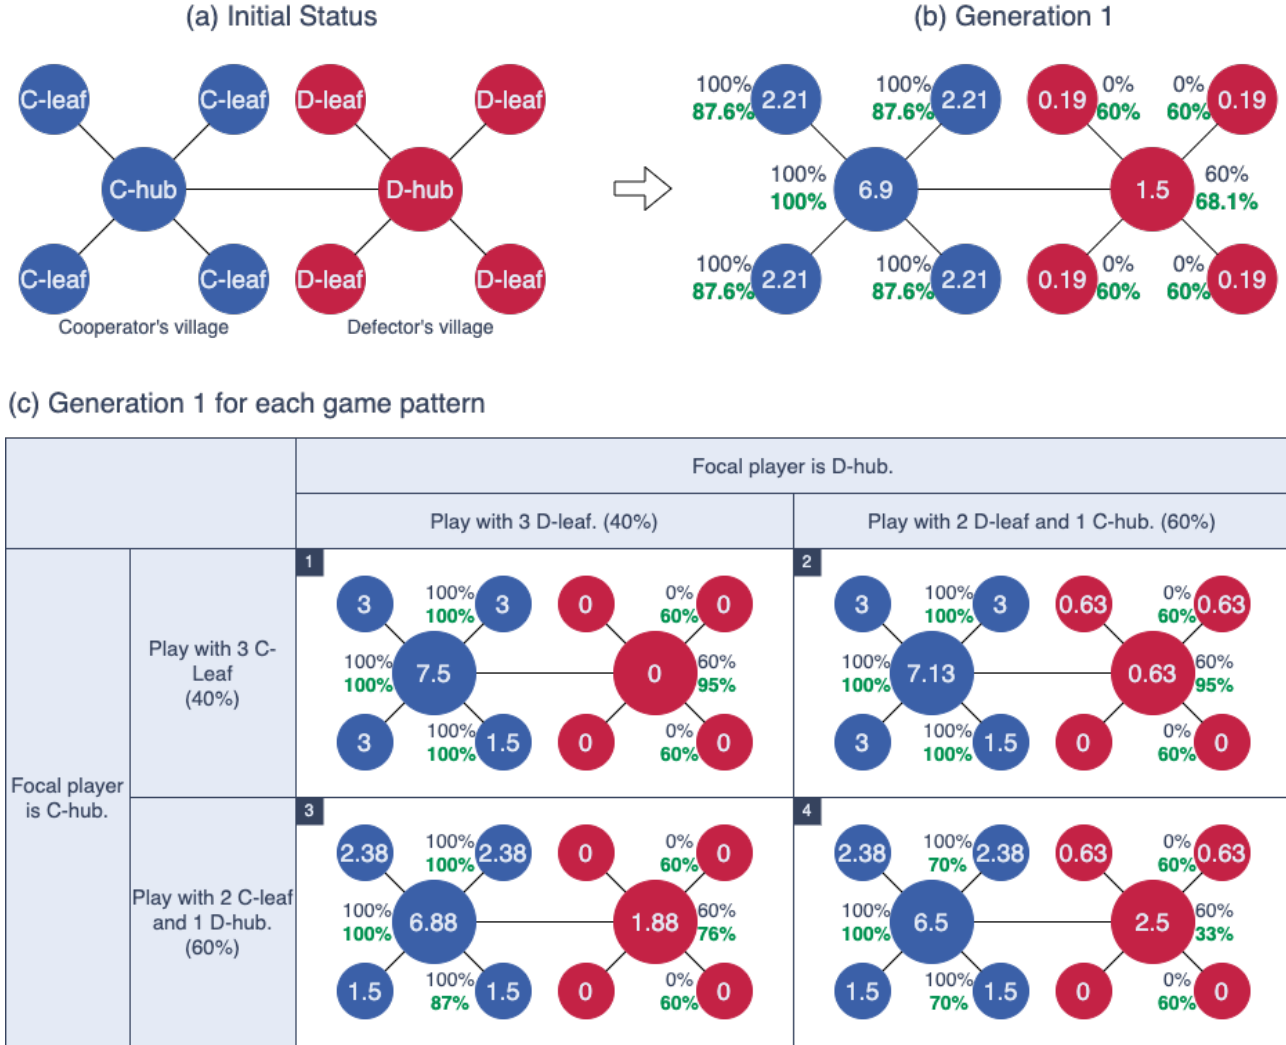 (a) Initial Status
(b) Generation 1
C-leaf C-leaf D-leaf D-leaf
C-hub D-hub
C-leaf C-leaf D-leaf D-leaf
Cooperator's village Defector's village
100% 87.6% 2.21 100% 87.6% 2.21 0.19 0% 60% 0% 60% 0.19
100% 100% 6.9 1.5 60% 68.1%
100% 87.6% 2.21 100% 87.6% 2.21 0.19 0% 60% 0% 60% 0.19
(c) Generation 1 for each game pattern
Focal player is D-hub.
Play with 3 D-leaf. (40%)
Play with 2 D-leaf and 1 C-hub. (60%)
Focal player
is C-hub.
Play with 3 C-
Leaf
(40%)
1
3 100% 100% 3 0 0% 60% 0
100% 100% 7.5 0 60% 95%
3 100% 100% 1.5 0 0% 60% 0
2
3 100% 100% 3 0.63 0% 60% 0.63
100% 100% 7.13 0.63 60% 95%
3 100% 100% 1.5 0 0% 60% 0
Play with 2 C-leaf
and 1 D-hub.
(60%)
3
2.38 100% 100% 2.38 0 0% 60% 0
100% 100% 6.88 1.88 60% 76%
1.5 100% 87% 1.5 0 0% 60% 0
4
2.38 100% 70% 2.38 0.63 0% 60% 0.63
100% 100% 6.5 2.5 60% 33%
1.5 100% 70% 1.5 0 0% 60% 0